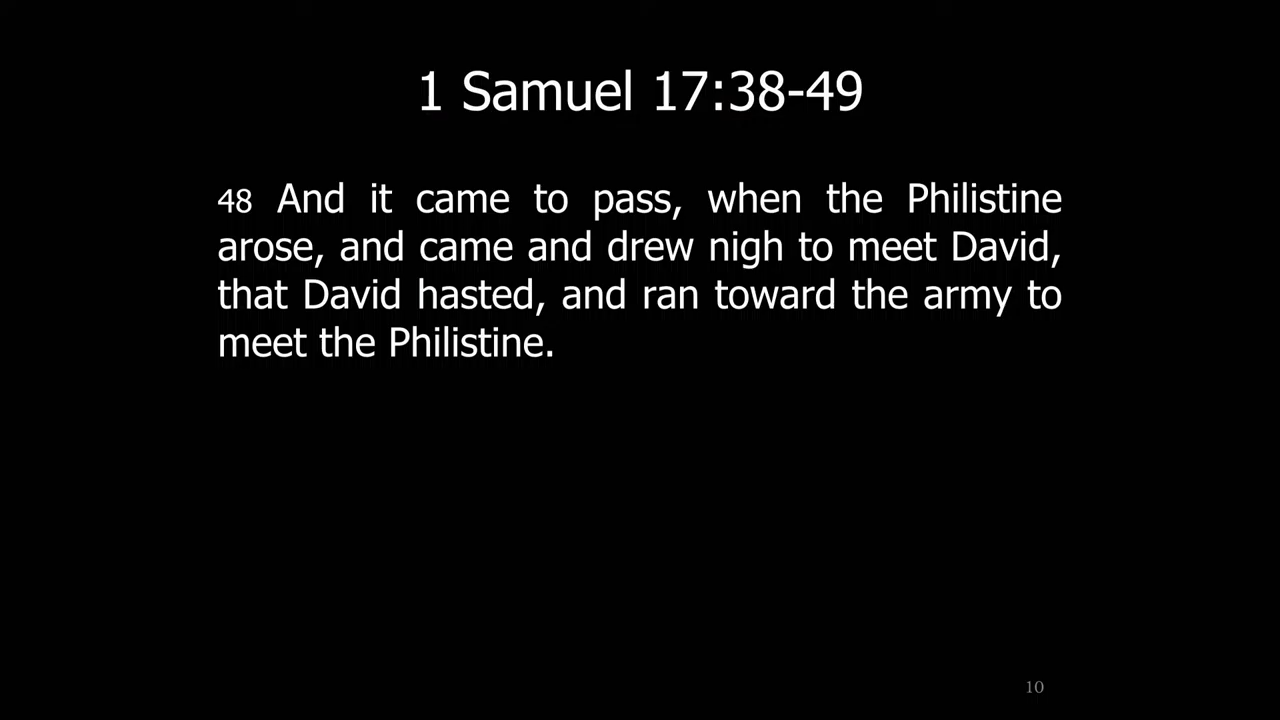 1 Samuel 17:38-49
48 And it came to pass, when the Philistine
arose, and came and drew nigh to meet David,
that David hasted, and ran toward the army to
meet the Philistine.
10